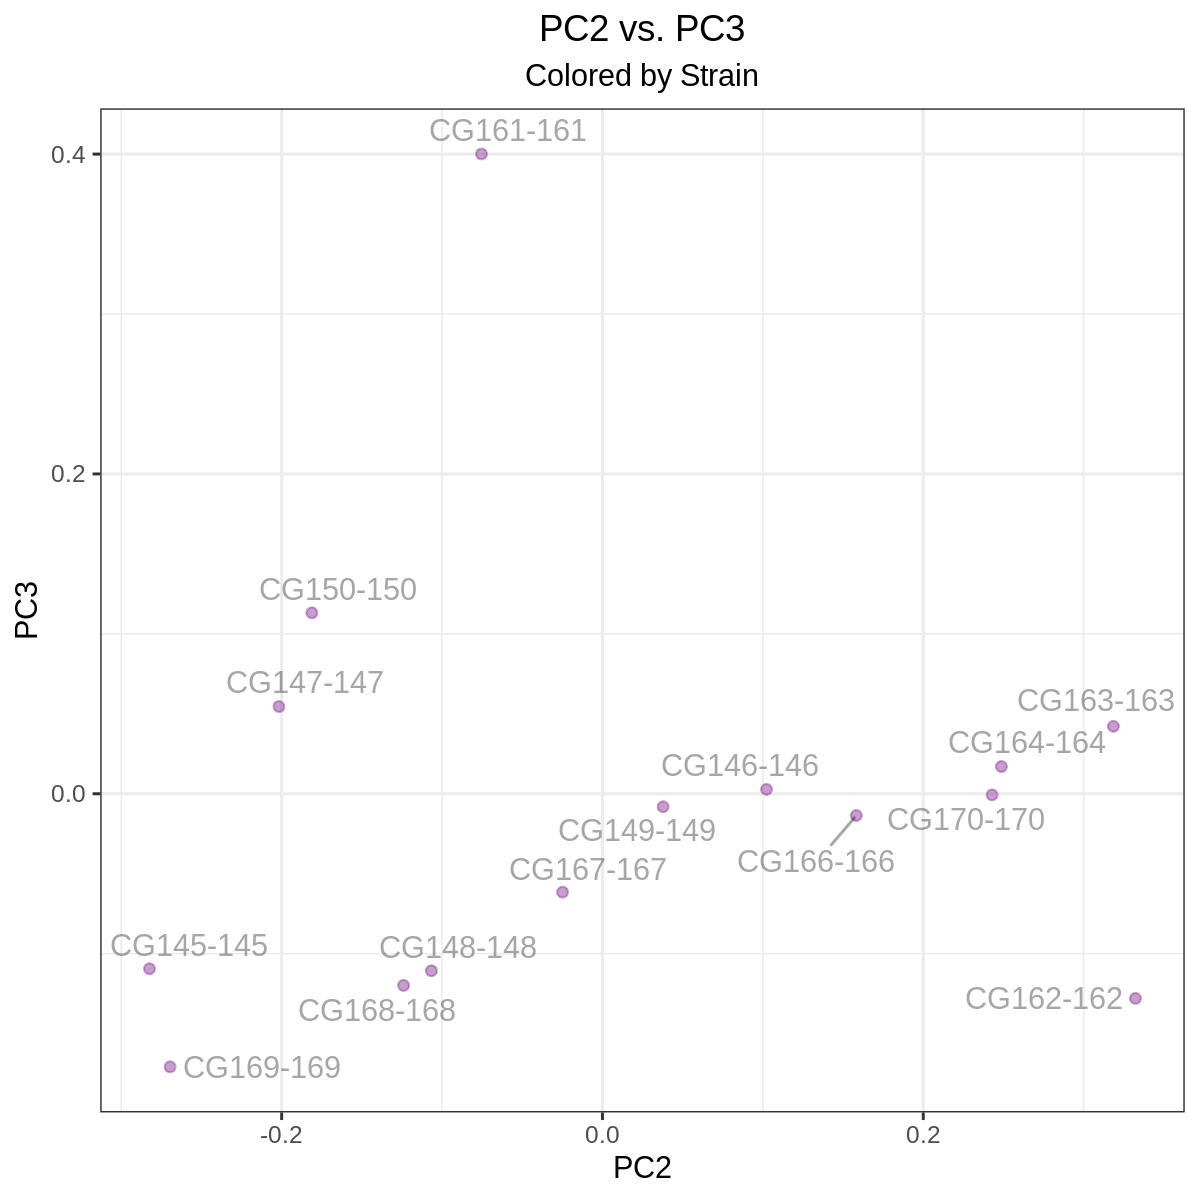 PC2 vs. PC3
Colored by Strain
CG161-161
0.4
0.2
PC3
CG150-150
CG147-147
CG163-163
CG164-164
CG146-146
0.0
CG170-170
CG149-149
CG166-166
CG167-167
CG145-145
CG148-148
CG162-162
CG168-168
CG169-169
-0.2
0.0
0.2
PC2